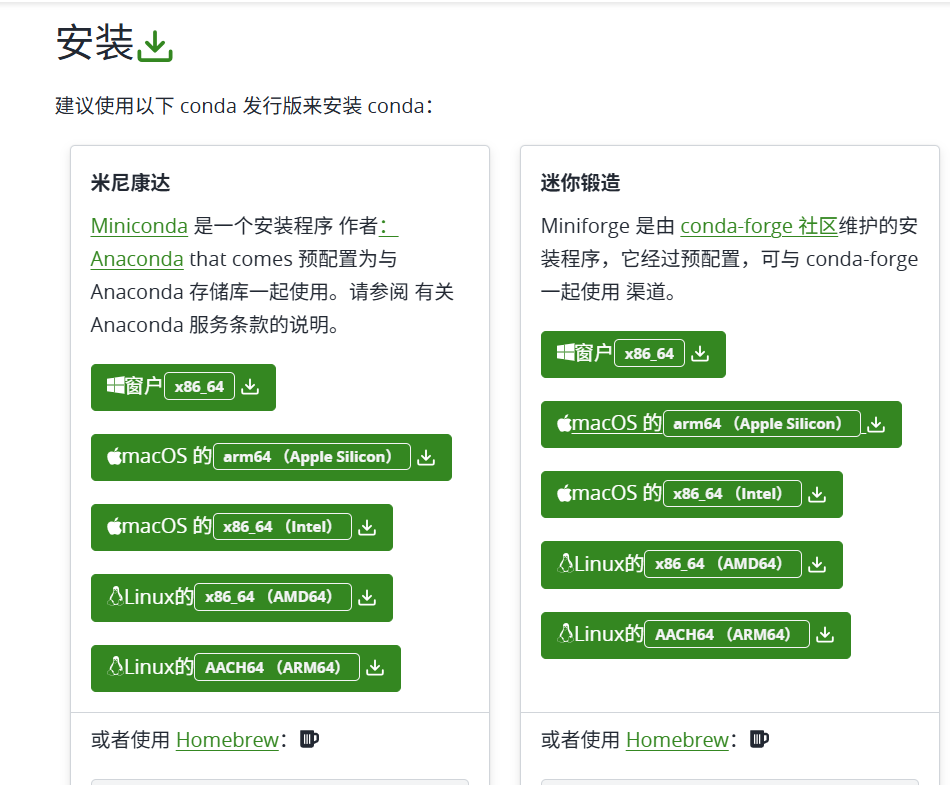 安装
建议使用以下 conda 发行版来安装 conda：
米尼康达
Miniconda 是一个安装程序 作者：
Anaconda that comes 预配置为与
Anaconda 存储库一起使用。请参阅 有关
Anaconda 服务条款的说明。
窗户 x86_64
macOS 的 arm64 （Apple Silicon）
macOS 的 x86_64 （Intel）
Linux的 x86_64 （AMD64）
Linux的 AACH64 （ARM64）
或者使用 Homebrew：
迷你锻造
Miniforge 是由 conda-forge 社区维护的安
装程序，它经过预配置，可与 conda-forge
一起使用 渠道。
窗户 x86_64
macOS 的 arm64 （Apple Silicon）
macOS 的 x86_64 （Intel）
Linux的 x86_64 （AMD64）
Linux的 AACH64 （ARM64）
或者使用 Homebrew：